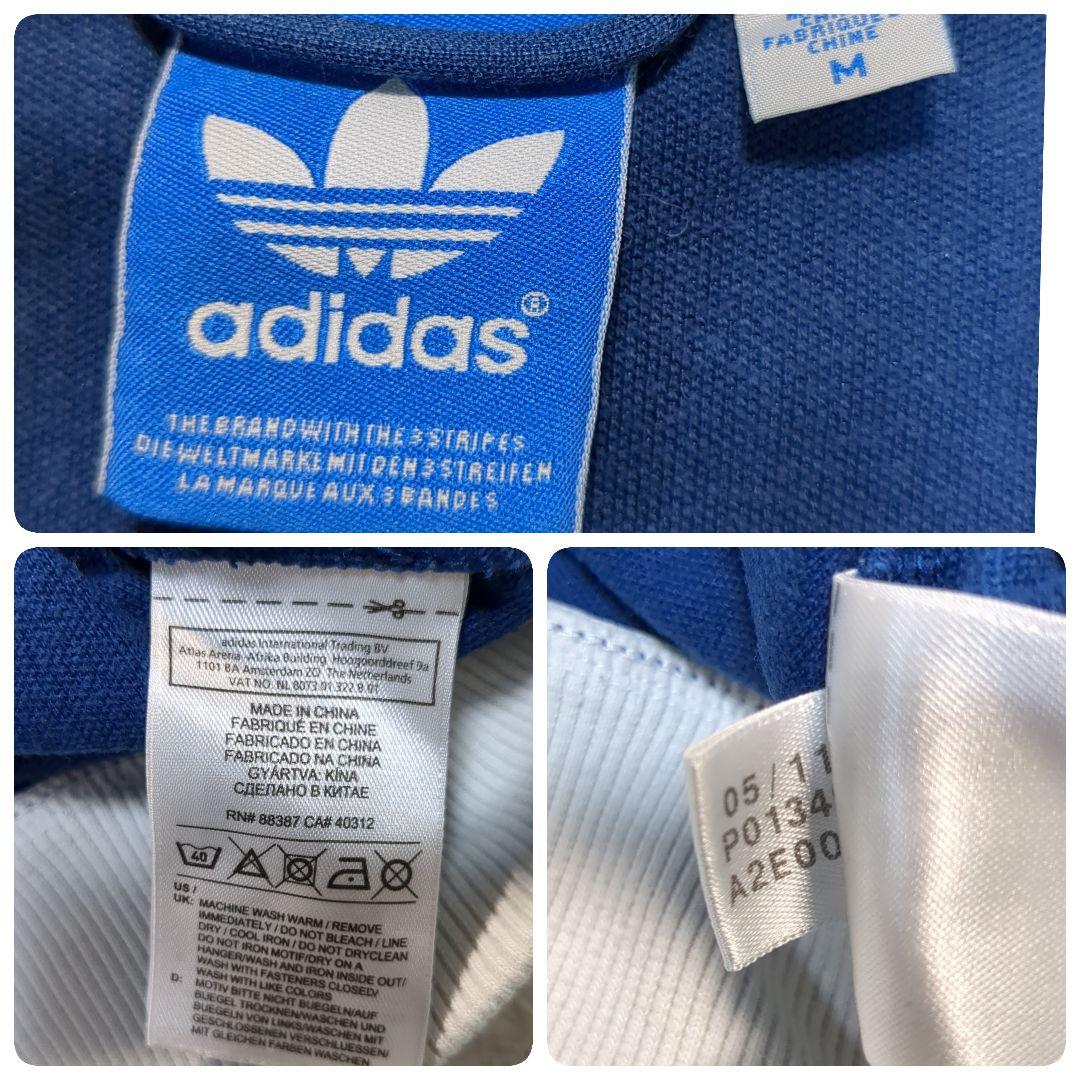 adidas®
THE BRAND WITH THE 3 STRIPES
DIE WELTMARKE MIT DEN 3 STREIFEN
LA MARQUE AUX 3 BANDES
FABRIQUE
CHINE
M
adidas International Trading BV
Atlas Arena-Africa Building, Hoogoorddreef 9a
1101 BA Amsterdam ZO The Netherlands
VAT NO. NL 8073.01.322.B.01
MADE IN CHINA
FABRIQUÉ EN CHINE
FABRICADO EN CHINA
FABRICADO NA CHINA
GYÁRTVA: KÍNA
СДЕЛАНО В КИТАЕ
RN# 88387 CA# 40312
40
US /
UK: MACHINE WASH WARM / REMOVE
IMMEDIATELY / DO NOT BLEACH / LINE
DRY / COOL IRON / DO NOT DRYCLEAN
DO NOT IRON MOTIF/DRY ON A
HANGER/WASH AND IRON INSIDE OUT/
WASH WITH FASTENERS CLOSED/
WASH WITH LIKE COLORS
D: MOTIV BITTE NICHT BUEGELN/AUF
BUEGEL TROCKNEN/WASCHEN UND
BUEGELN VON LINKS/WASCHEN MIT
GESCHLOSSENEN VERSCHLUESSEN/
MIT GLEICHEN FARBEN WASCHEN
05/11
P0134
A2E00